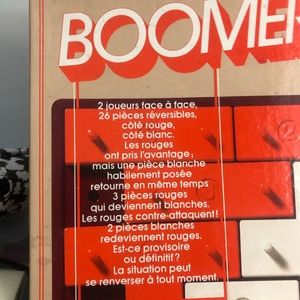 BOOMER
2 joueurs face à face,
26 pièces réversibles,
côté rouge,
côté blanc.
Les rouges
ont pris l'avantage
mais une pièce blanche
habilement posée
retourne en même temps
3 pièces rouges
qui deviennent blanches.
Les rouges contre-attaquent!
2 pièces blanches
redeviennent rouges.
Est-ce provisoire
ou définitif?
La situation peut
se renverser à tout moment.